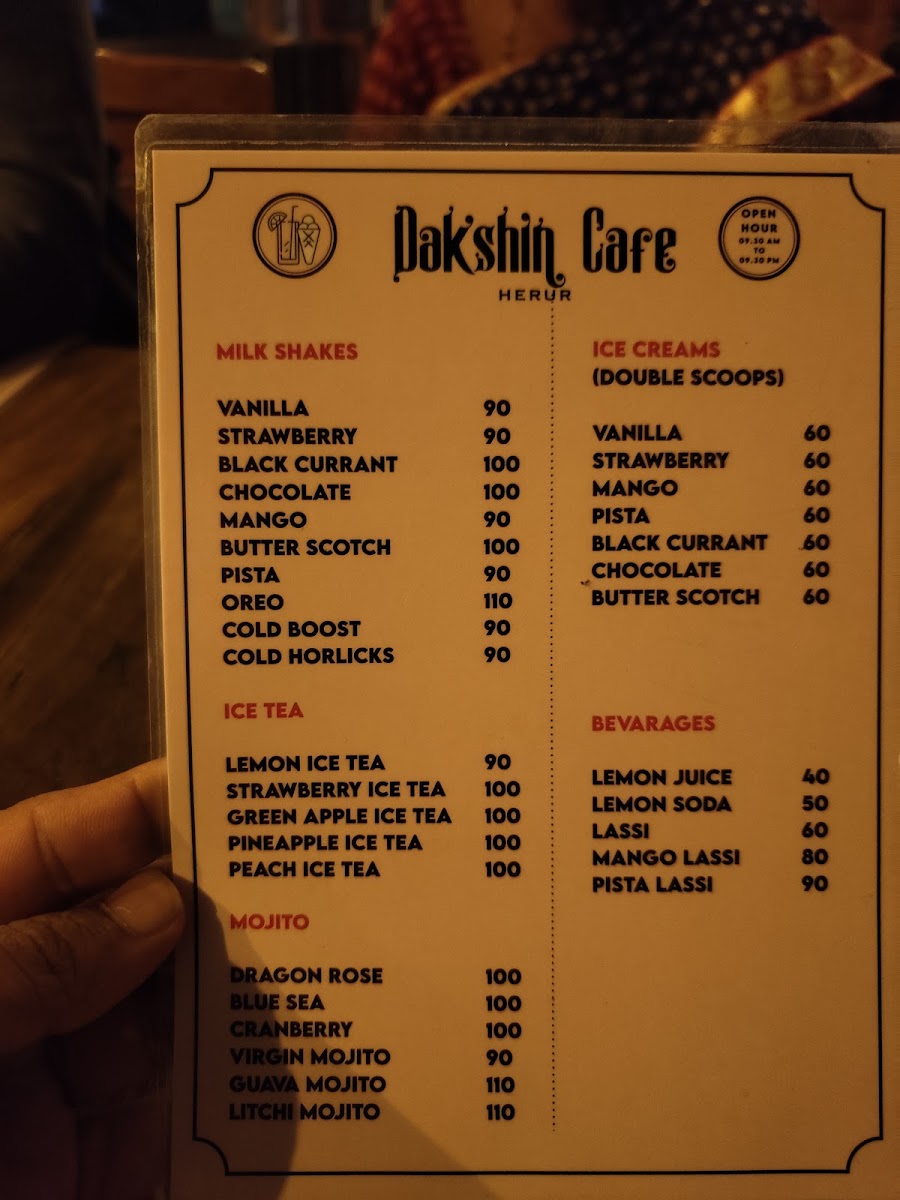 Dakshin Cafe
HERUR
OPEN
HOUR
09.30 AM
TO
09.30 PM
MILK SHAKES
VANILLA 90
STRAWBERRY 90
BLACK CURRANT 100
CHOCOLATE 100
MANGO 90
BUTTER SCOTCH 100
PISTA 90
OREO 110
COLD BOOST 90
COLD HORLICKS 90
ICE TEA
LEMON ICE TEA 90
STRAWBERRY ICE TEA 100
GREEN APPLE ICE TEA 100
PINEAPPLE ICE TEA 100
PEACH ICE TEA 100
MOJITO
DRAGON ROSE 100
BLUE SEA 100
CRANBERRY 100
VIRGIN MOJITO 90
GUAVA MOJITO 110
LITCHI MOJITO 110
ICE CREAMS
(DOUBLE SCOOPS)
VANILLA 60
STRAWBERRY 60
MANGO 60
PISTA 60
BLACK CURRANT 60
CHOCOLATE 60
BUTTER SCOTCH 60
BEVARAGES
LEMON JUICE 40
LEMON SODA 50
LASSI 60
MANGO LASSI 80
PISTA LASSI 90